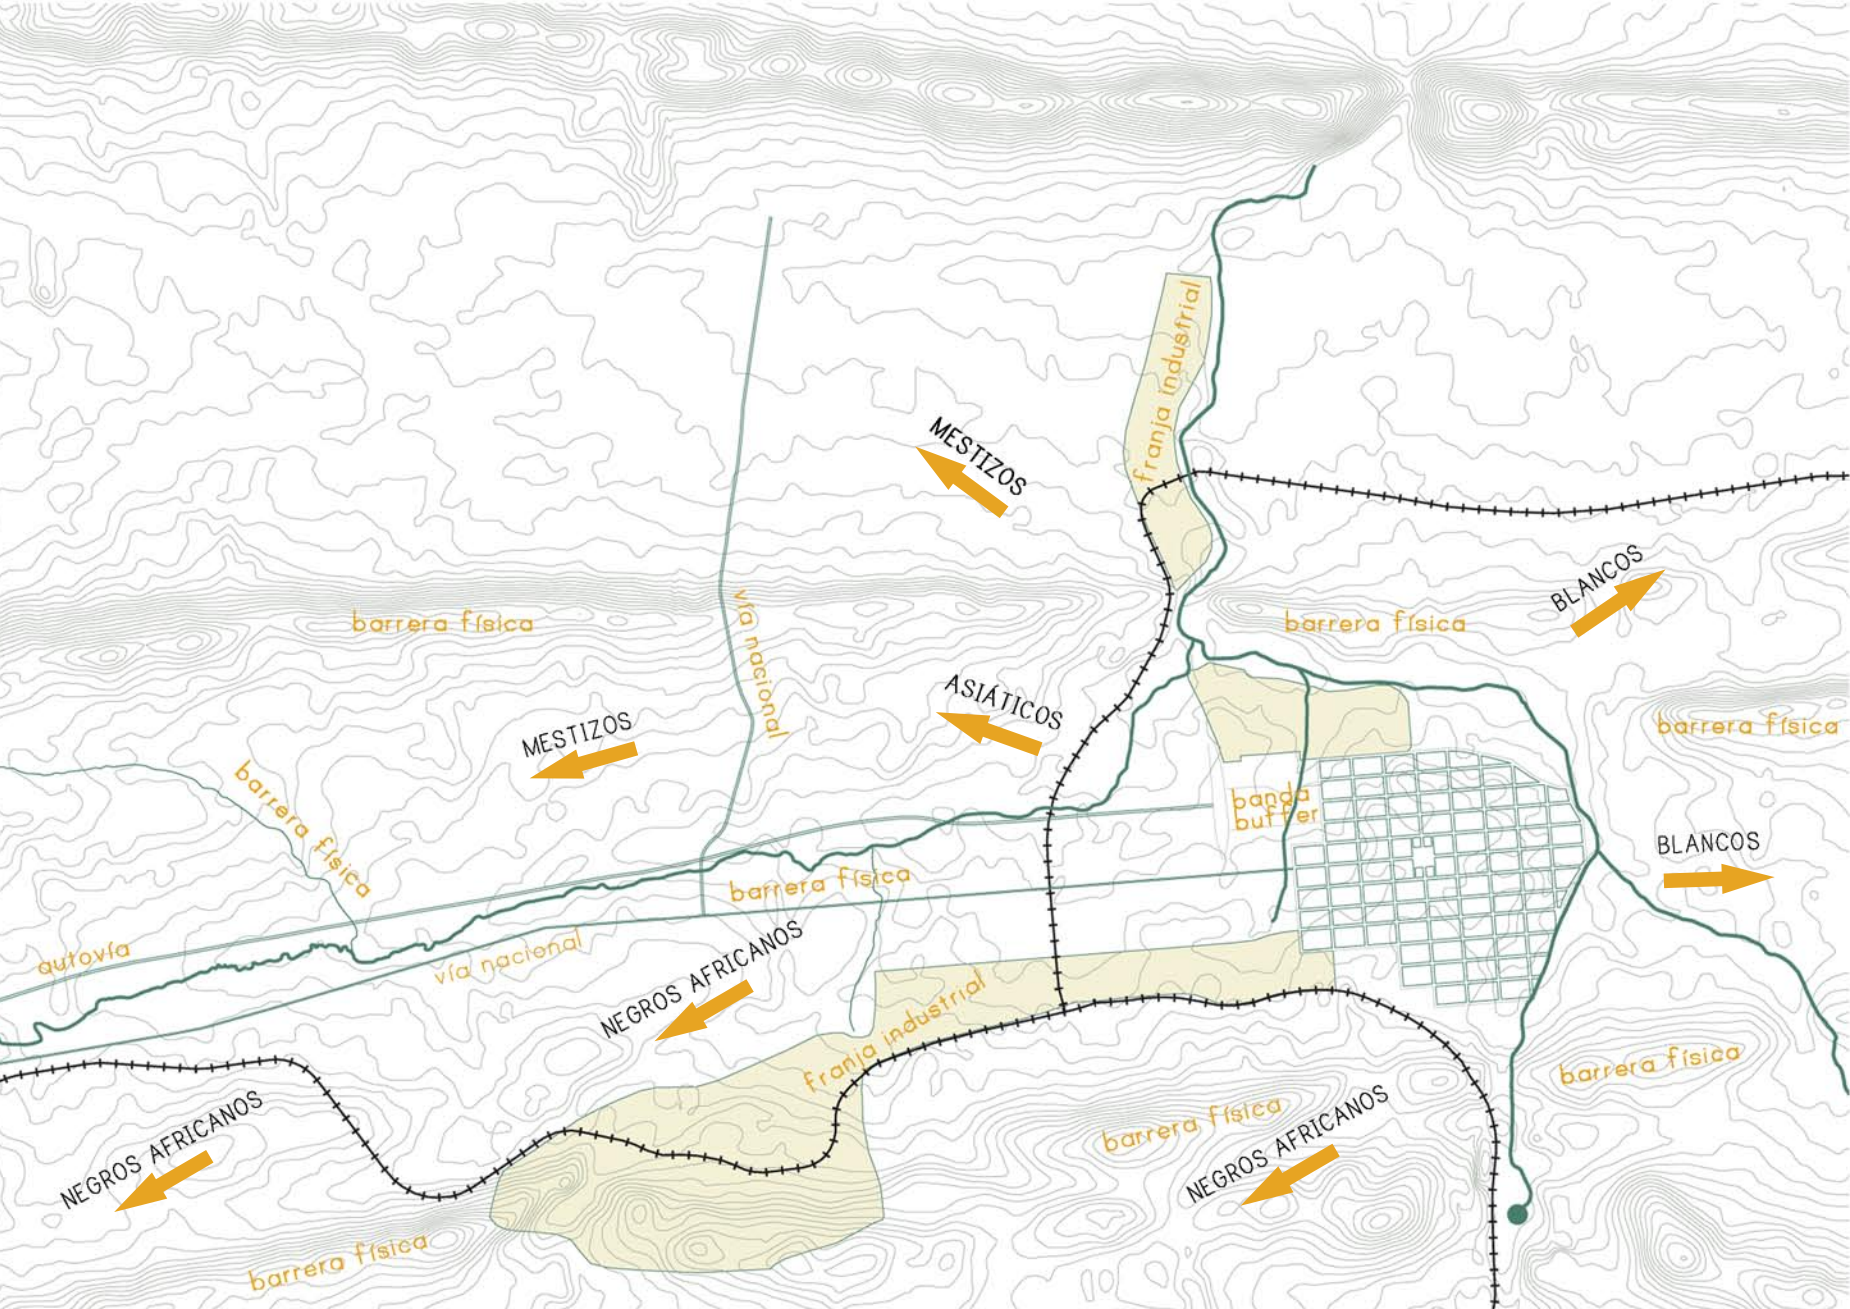 franja industrial
MESTIZOS
BLANCOS
barrera física
barrera física
vía nacional
ASIÁTICOS
MESTIZOS
barrera física
barrera física
banda
buffer
BLANCOS
barrera física
autovía
vía nacional
NEGROS AFRICANOS
franja industrial
barrera física
NEGROS AFRICANOS
barrera física
NEGROS AFRICANOS
barrera física